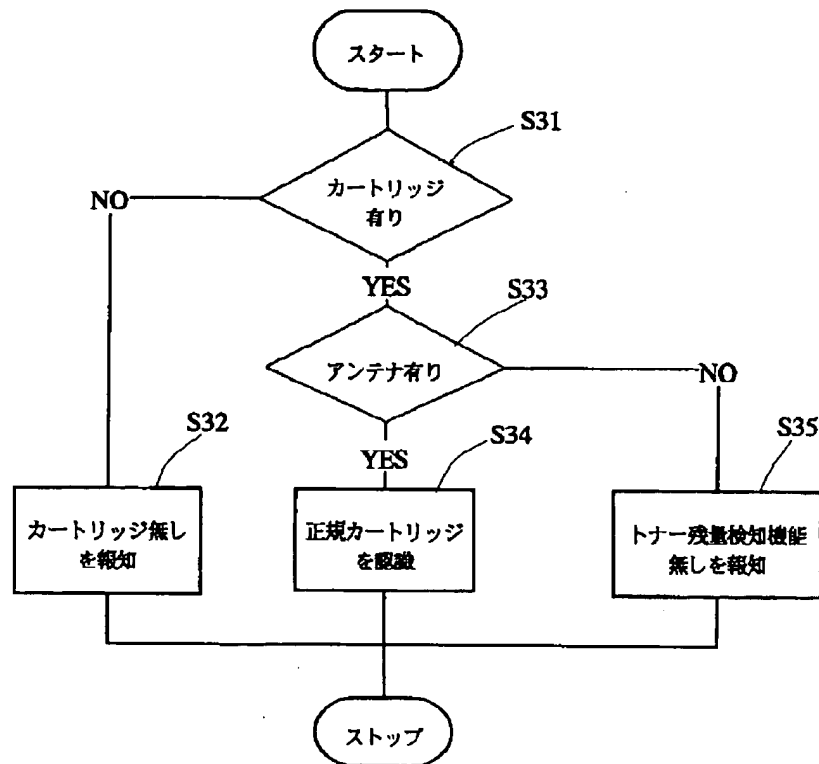 スタート
S31
カートリッジ
有り
NO
YES
S33
アンテナ有り
NO
S32
S34
S35
YES
カートリッジ無し
を報知
正規カートリッジ
を認識
トナー残量検知機能
無しを報知
ストップ